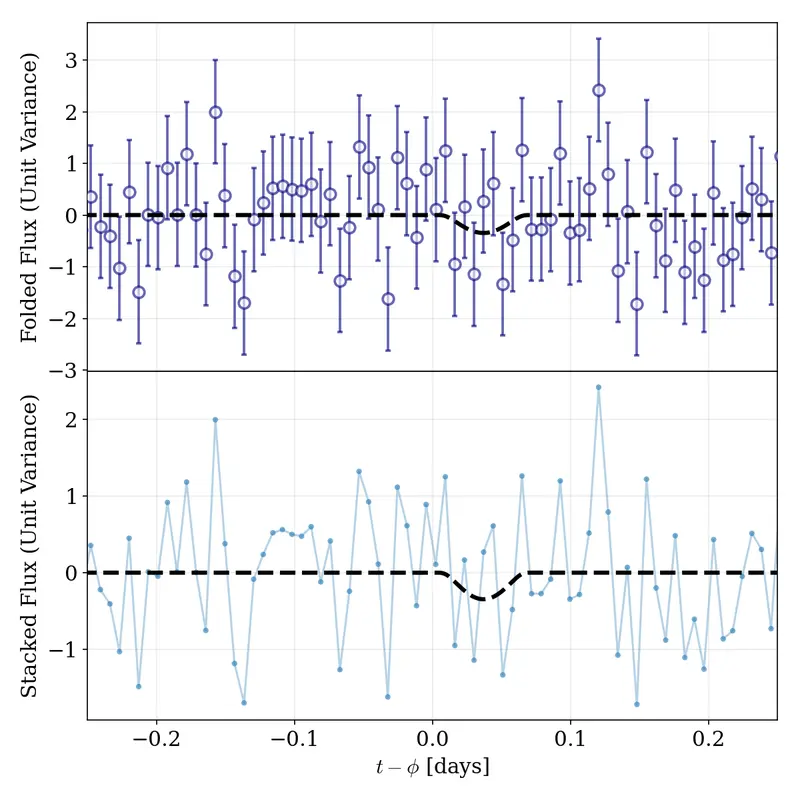 Folded Flux (Unit Variance)
3
2
1
0
−1
−2
−3
Stacked Flux (Unit Variance)
2
1
0
−1
−0.2 −0.1 0.0 0.1 0.2
t − ϕ [days]